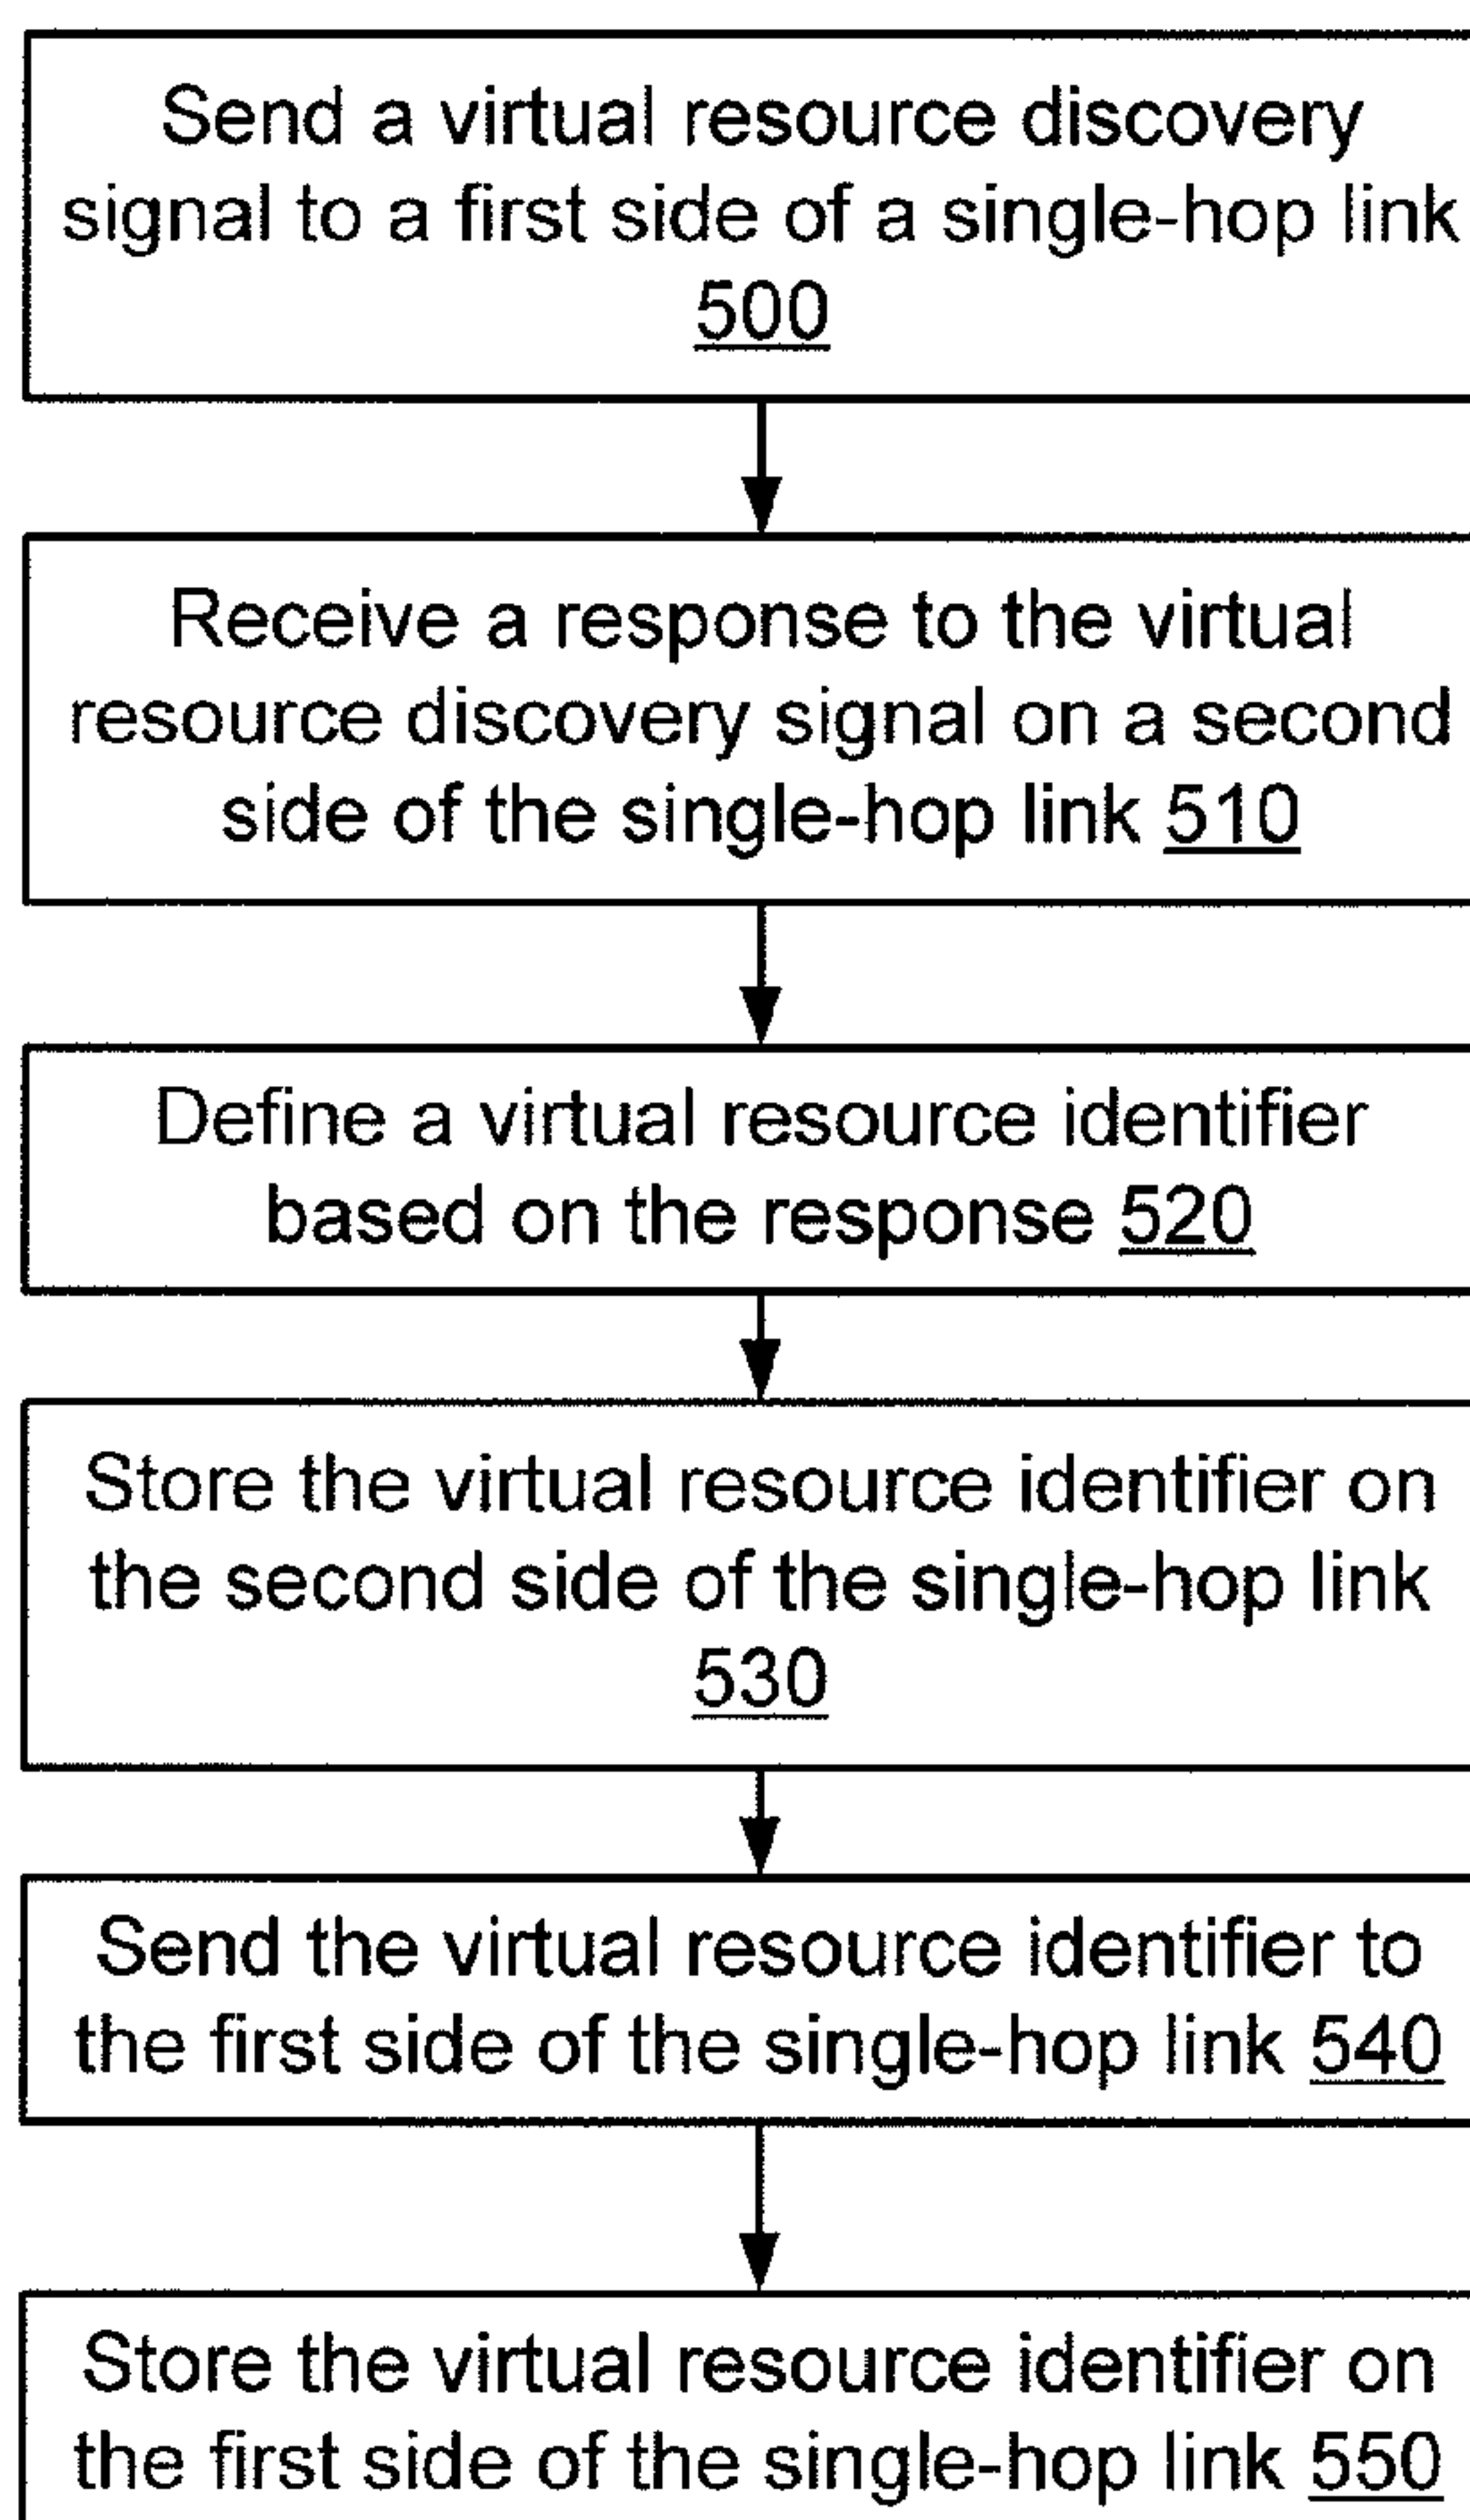 Send a virtual resource discovery
signal to a first side of a single-hop link
500
Receive a response to the virtual
resource discovery signal on a second
side of the single-hop link 510
Define a virtual resource identifier
based on the response 520
Store the virtual resource identifier on
the second side of the single-hop link
530
Send the virtual resource identifier to
the first side of the single-hop link 540
Store the virtual resource identifier on
the first side of the single-hop link 550